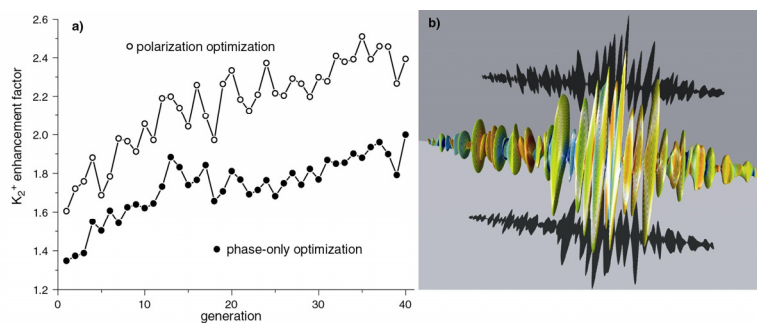 a)
polarization optimization
phase-only optimization
K₂⁺ enhancement factor
2.6
2.4
2.2
2.0
1.8
1.6
1.4
1.2
0 10 20 30 40
generation
b)